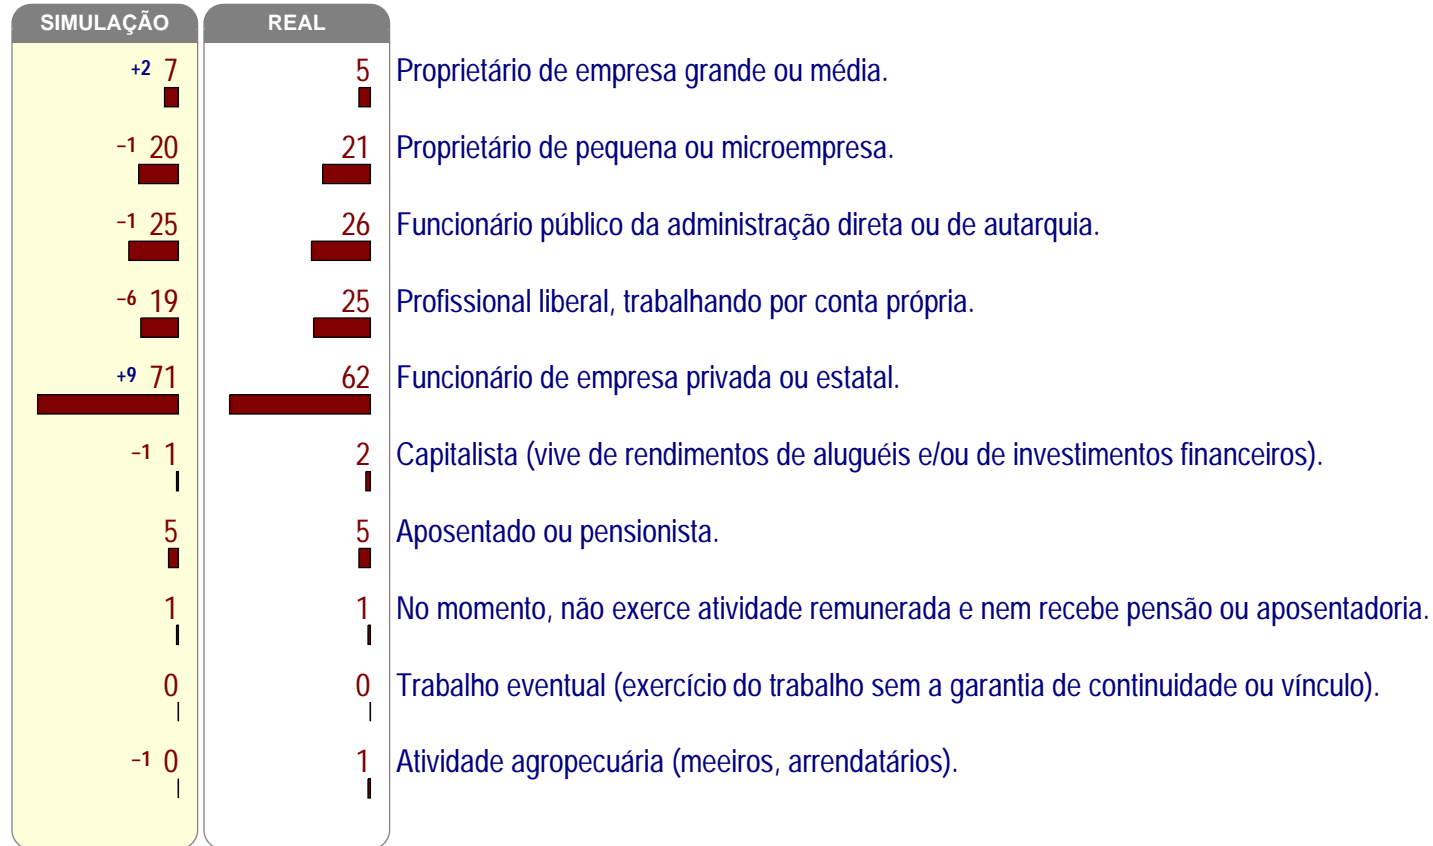 SIMULAÇÃO REAL
+2 7 5 Proprietário de empresa grande ou média.
−1 20 21 Proprietário de pequena ou microempresa.
−1 25 26 Funcionário público da administração direta ou de autarquia.
−6 19 25 Profissional liberal, trabalhando por conta própria.
+9 71 62 Funcionário de empresa privada ou estatal.
−1 1 2 Capitalista (vive de rendimentos de aluguéis e/ou de investimentos financeiros).
5 5 Aposentado ou pensionista.
1 1 No momento, não exerce atividade remunerada e nem recebe pensão ou aposentadoria.
0 0 Trabalho eventual (exercício do trabalho sem a garantia de continuidade ou vínculo).
−1 0 1 Atividade agropecuária (meeiros, arrendatários).